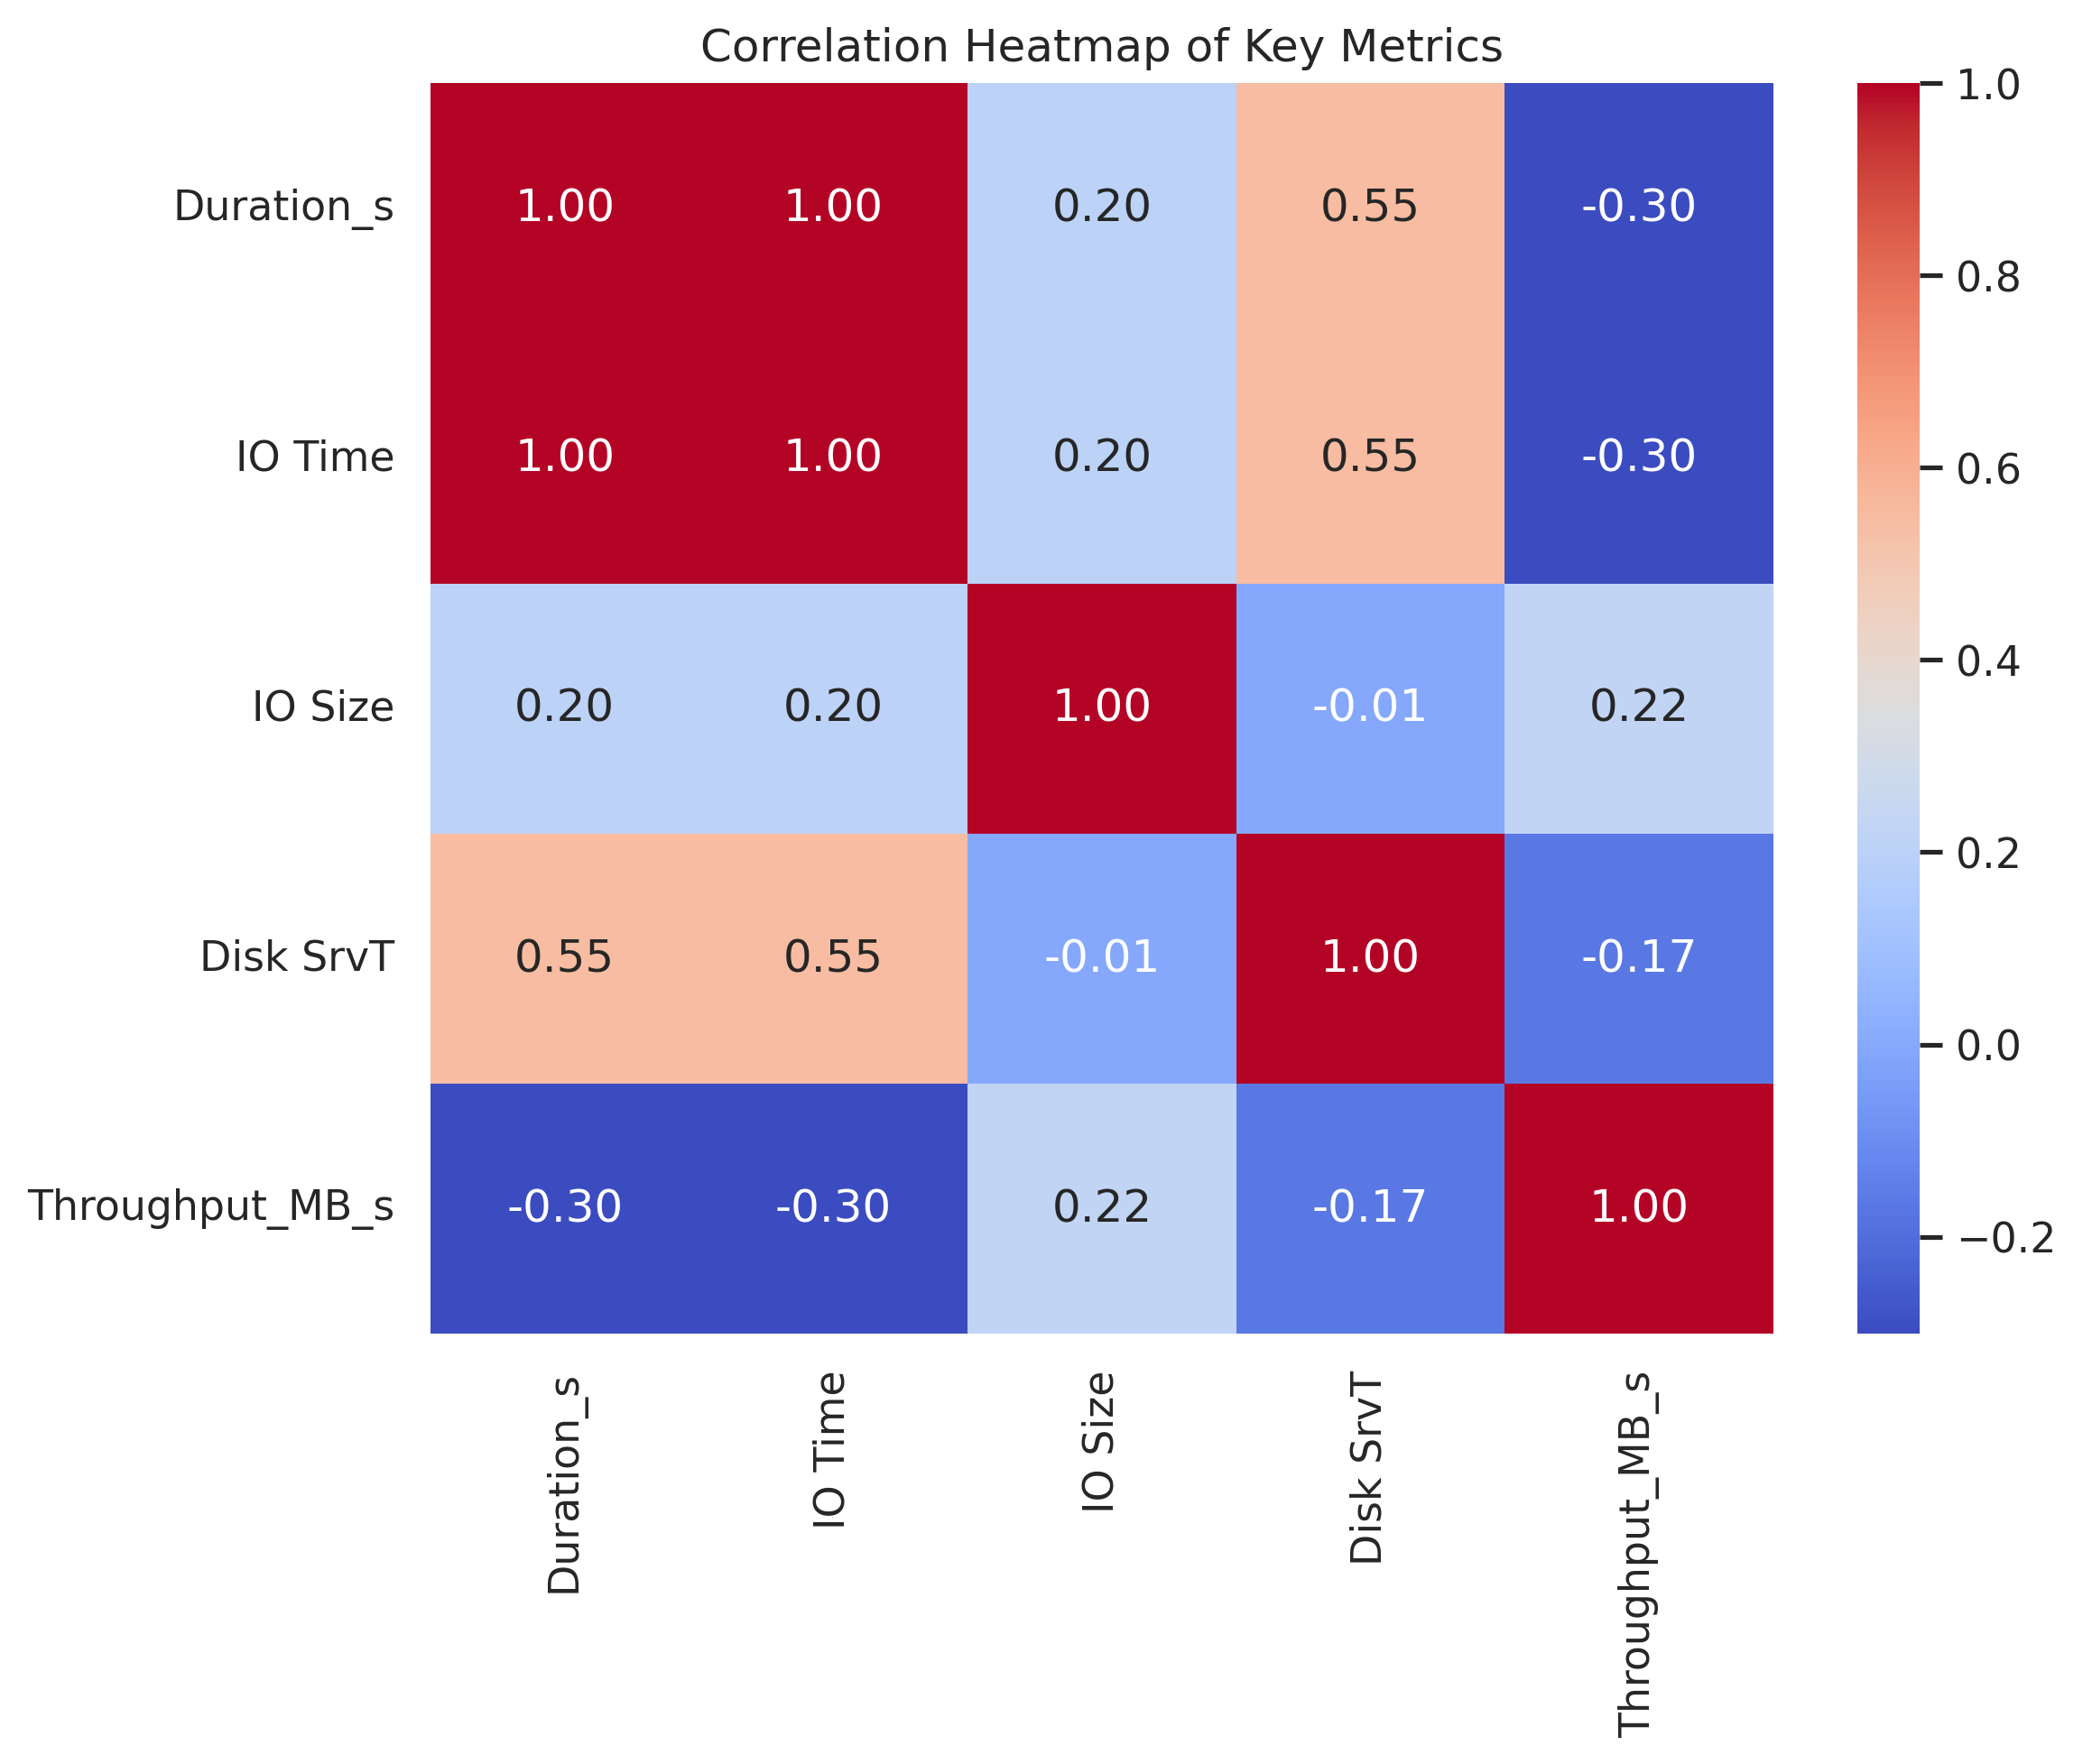 Correlation Heatmap of Key Metrics
Duration_s 1.00 1.00 0.20 0.55 -0.30
IO Time 1.00 1.00 0.20 0.55 -0.30
IO Size 0.20 0.20 1.00 -0.01 0.22
Disk SrvT 0.55 0.55 -0.01 1.00 -0.17
Throughput_MB_s -0.30 -0.30 0.22 -0.17 1.00
Duration_s
IO Time
IO Size
Disk SrvT
Throughput_MB_s
1.0
0.8
0.6
0.4
0.2
0.0
−0.2